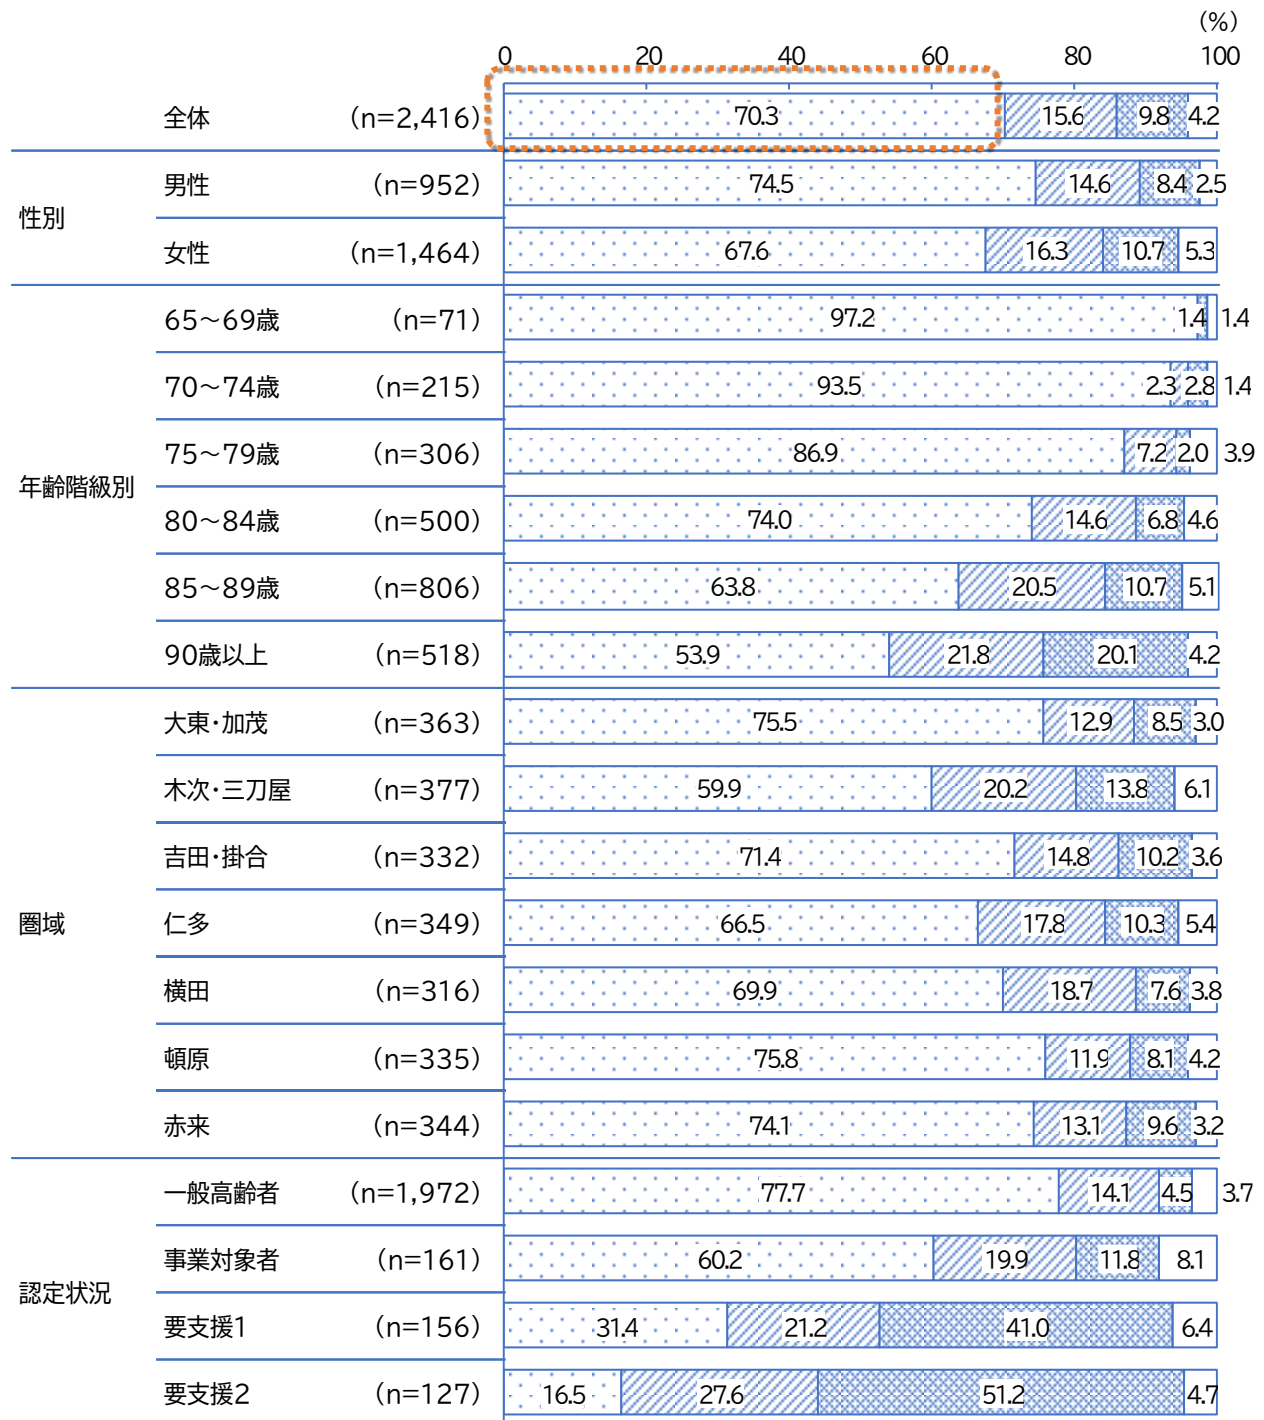 (%)
0 20 40 60 80 100
全体 (n=2,416) 70.3 15.6 9.8 4.2
性別
男性 (n=952) 74.5 14.6 8.4 2.5
女性 (n=1,464) 67.6 16.3 10.7 5.3
年齢階級別
65～69歳 (n=71) 97.2 1.4 1.4
70～74歳 (n=215) 93.5 2.3 2.8 1.4
75～79歳 (n=306) 86.9 7.2 2.0 3.9
80～84歳 (n=500) 74.0 14.6 6.8 4.6
85～89歳 (n=806) 63.8 20.5 10.7 5.1
90歳以上 (n=518) 53.9 21.8 20.1 4.2
圏域
大東・加茂 (n=363) 75.5 12.9 8.5 3.0
木次・三刀屋 (n=377) 59.9 20.2 13.8 6.1
吉田・掛合 (n=332) 71.4 14.8 10.2 3.6
仁多 (n=349) 66.5 17.8 10.3 5.4
横田 (n=316) 69.9 18.7 7.6 3.8
頓原 (n=335) 75.8 11.9 8.1 4.2
赤来 (n=344) 74.1 13.1 9.6 3.2
認定状況
一般高齢者 (n=1,972) 77.7 14.1 4.5 3.7
事業対象者 (n=161) 60.2 19.9 11.8 8.1
要支援1 (n=156) 31.4 21.2 41.0 6.4
要支援2 (n=127) 16.5 27.6 51.2 4.7